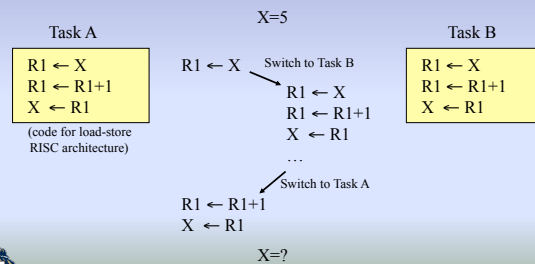 X=5
Task A
R1 ← X
R1 ← R1+1
X ← R1
(code for load-store
RISC architecture)
R1 ← X
Switch to Task B
R1 ← X
R1 ← R1+1
X ← R1
…
Switch to Task A
R1 ← R1+1
X ← R1
X=?
Task B
R1 ← X
R1 ← R1+1
X ← R1